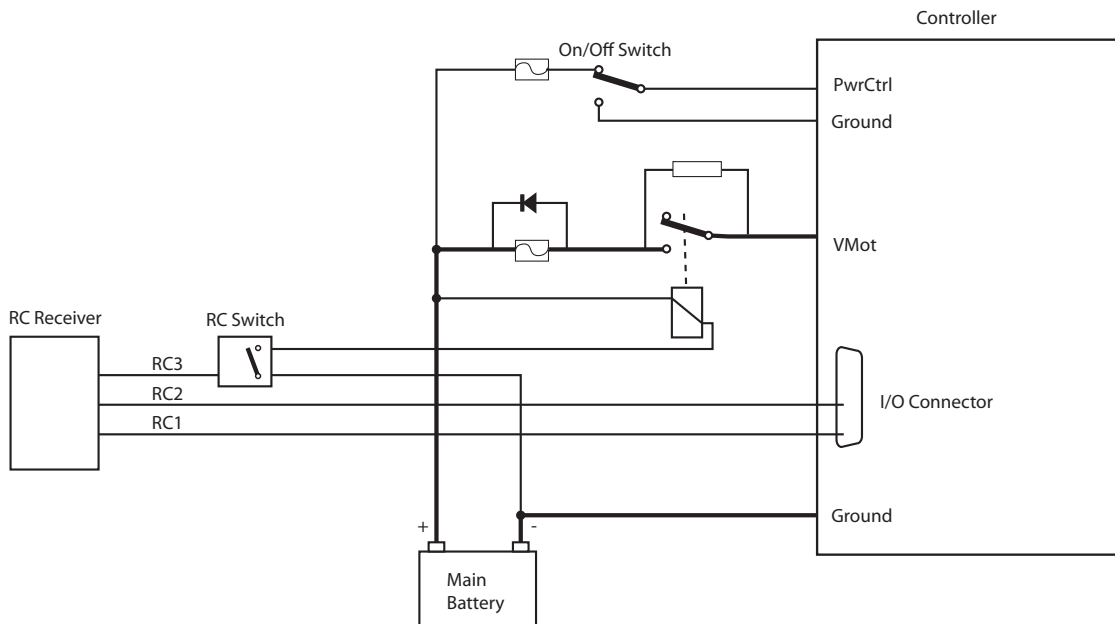 Controller
On/Off Switch
PwrCtrl
Ground
VMot
RC Receiver
RC Switch
RC3
RC2
RC1
I/O Connector
Ground
+
-
Main
Battery